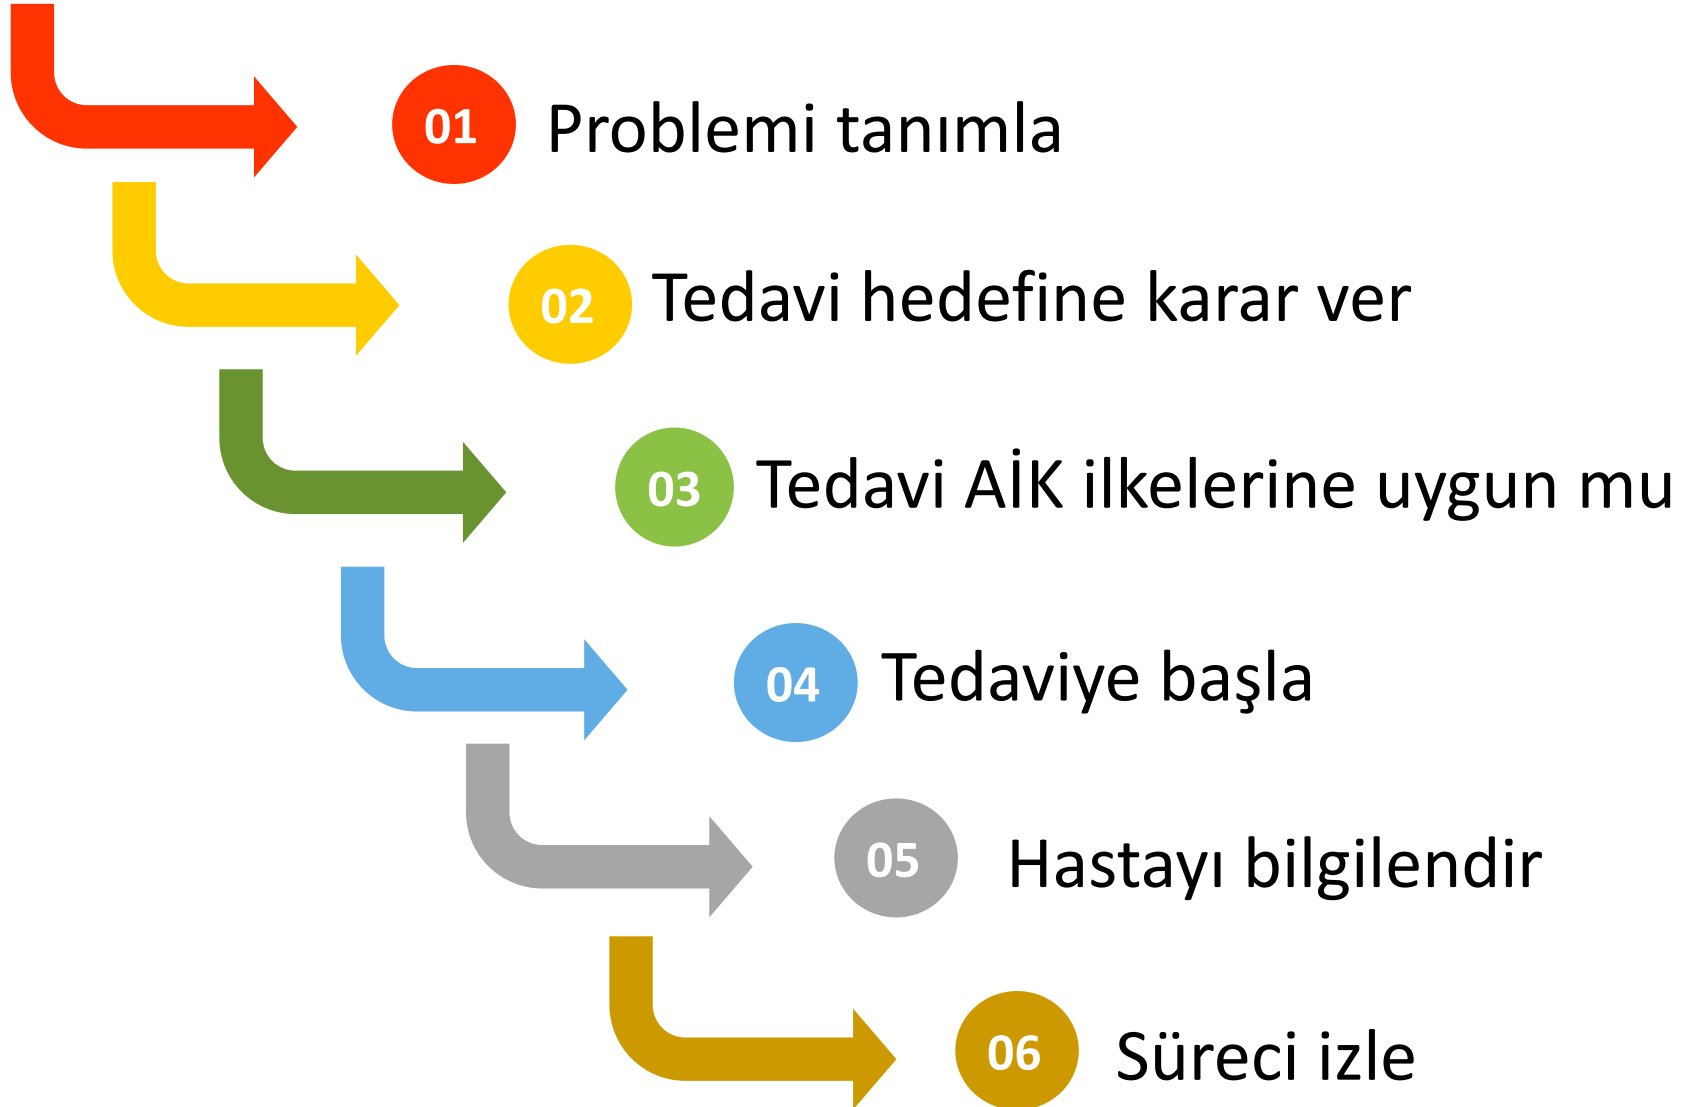 01 Problemi tanımla
02 Tedavi hedefine karar ver
03 Tedavi AİK ilkelerine uygun mu
04 Tedaviye başla
05 Hastayı bilgilendir
06 Süreci izle